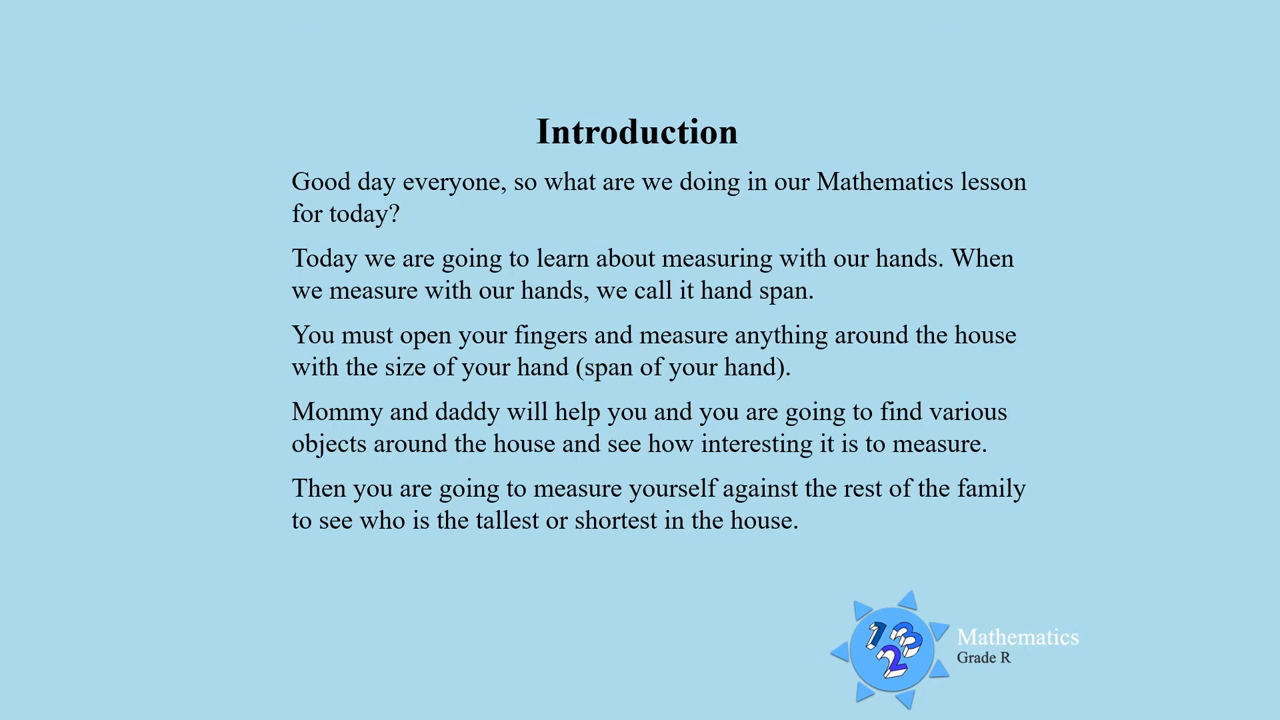 Introduction
Good day everyone, so what are we doing in our Mathematics lesson
for today?
Today we are going to learn about measuring with our hands. When
we measure with our hands, we call it hand span.
You must open your fingers and measure anything around the house
with the size of your hand (span of your hand).
Mommy and daddy will help you and you are going to find various
objects around the house and see how interesting it is to measure.
Then you are going to measure yourself against the rest of the family
to see who is the tallest or shortest in the house.
1 2 3
Mathematics
Grade R